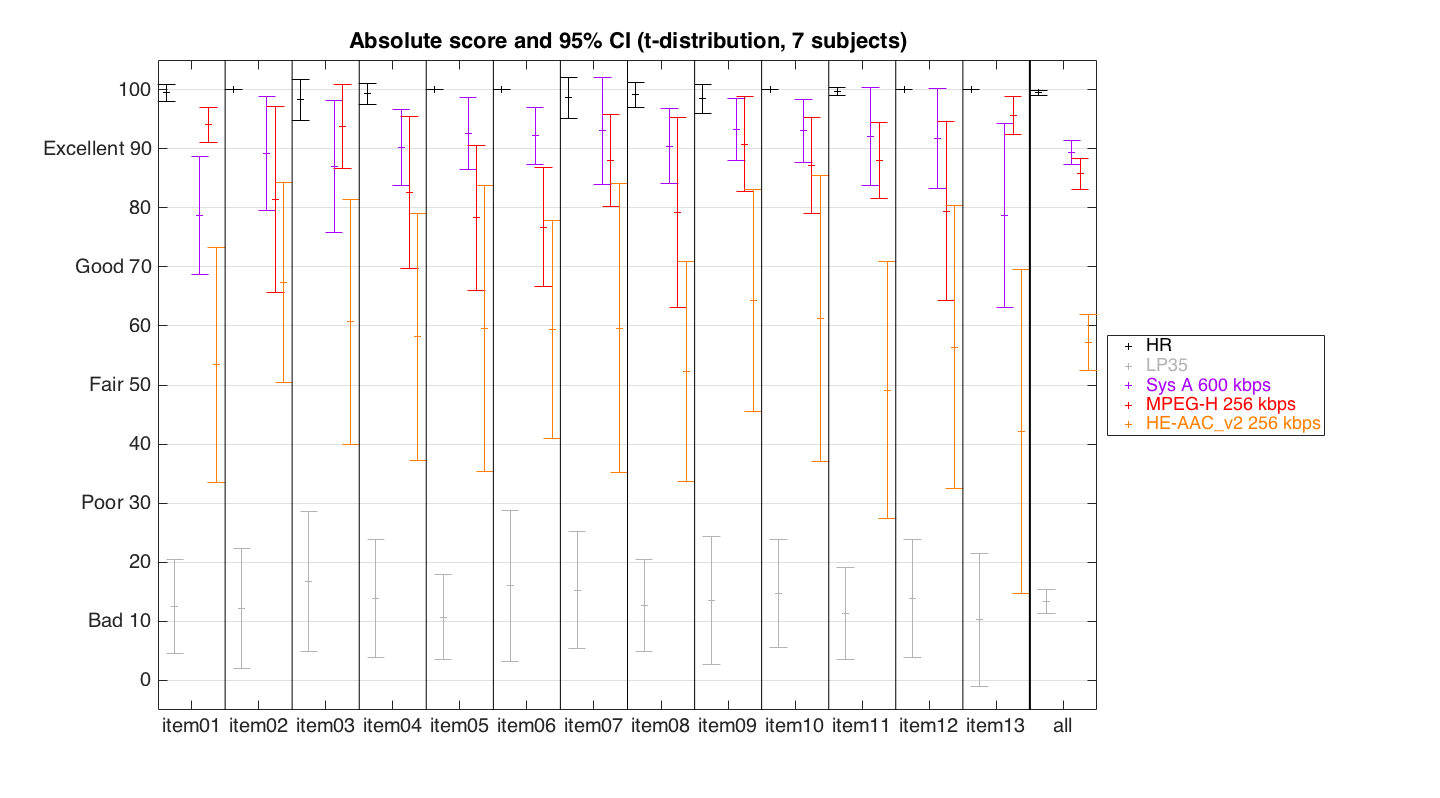 Absolute score and 95% CI (t-distribution, 7 subjects)
100
Excellent 90
80
Good 70
60
Fair 50
40
Poor 30
20
Bad 10
0
item01 item02 item03 item04 item05 item06 item07 item08 item09 item10 item11 item12 item13 all
HR
LP35
Sys A 600 kbps
MPEG-H 256 kbps
HE-AAC_v2 256 kbps